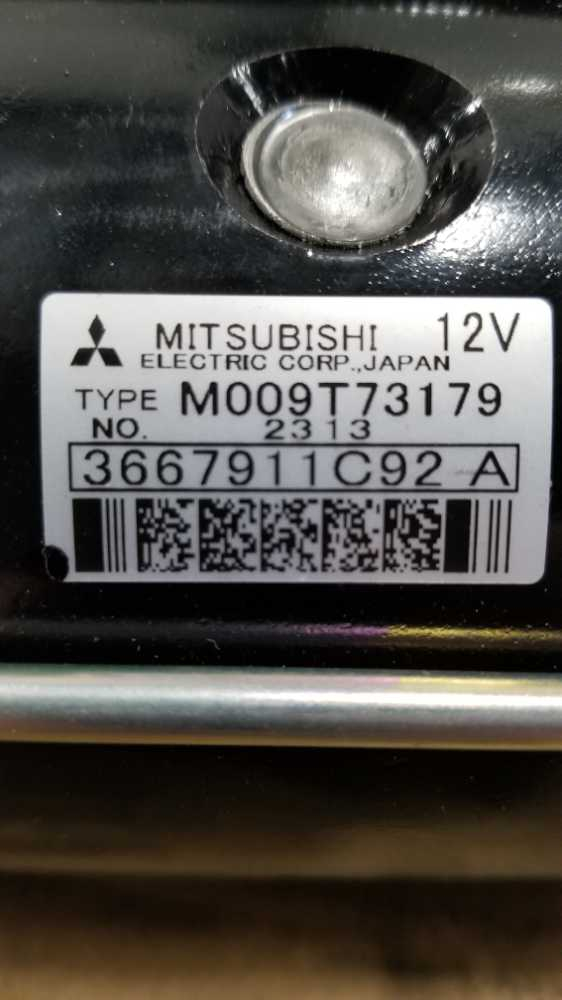 MITSUBISHI 12V
ELECTRIC CORP.,JAPAN
TYPE M009T73179
NO. 2313
3667911C92 A